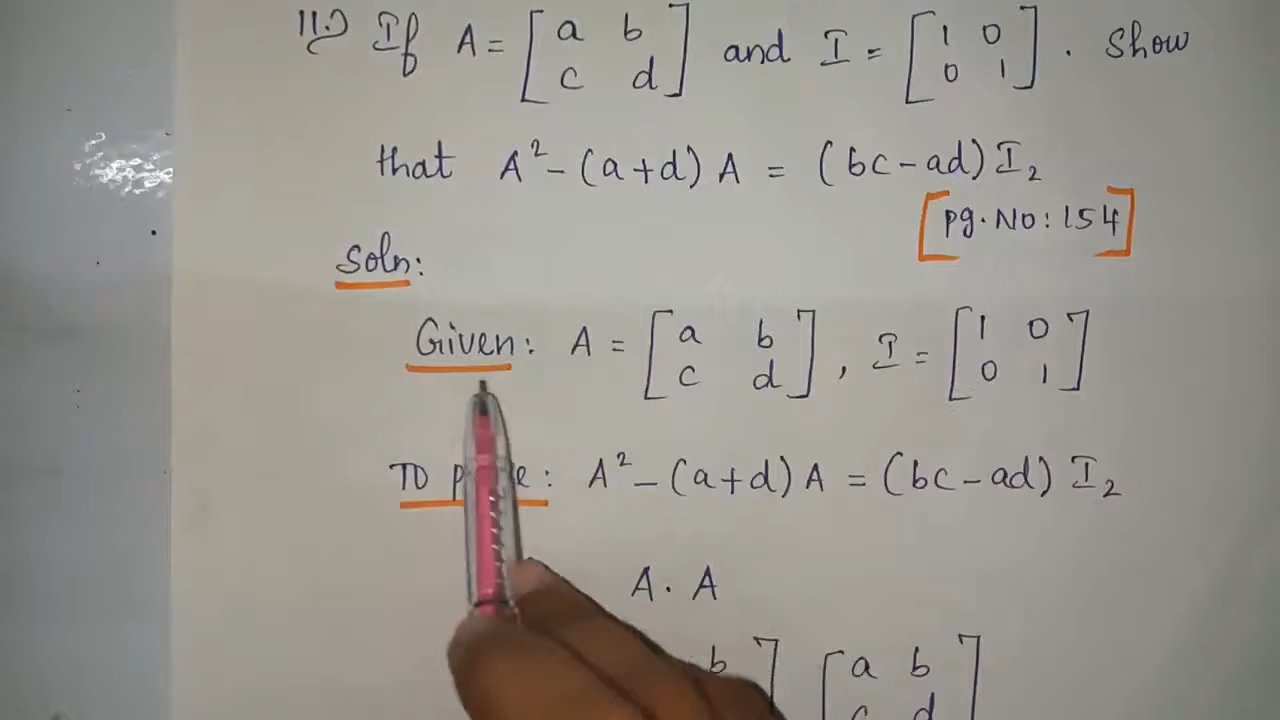 11.) If A = [ a b and I = [ 1 0 . Show
c d ] 0 1 ]
that A² - (a+d) A = (bc-ad) I₂
[Pg. No: 154]
Soln:
Given: A = [ a b , I = [ 1 0
c d ] 0 1 ]
To : A² - (a+d) A = (bc-ad) I₂
A . A
b ] [ a b ]
c d